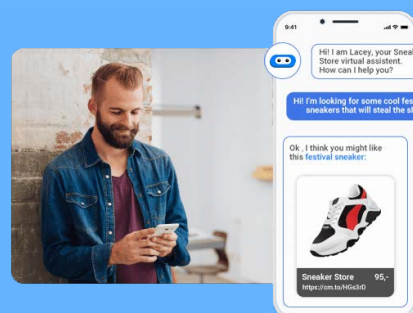 9:41
Hi! I am Lacey, your Snea
Store virtual assistent.
How can I help you?
Hi! I'm looking for some cool fes
sneakers that will steal the s
Ok , I think you might like
this festival sneaker:
Sneaker Store 95,-
https://cm.to/HGs3rD